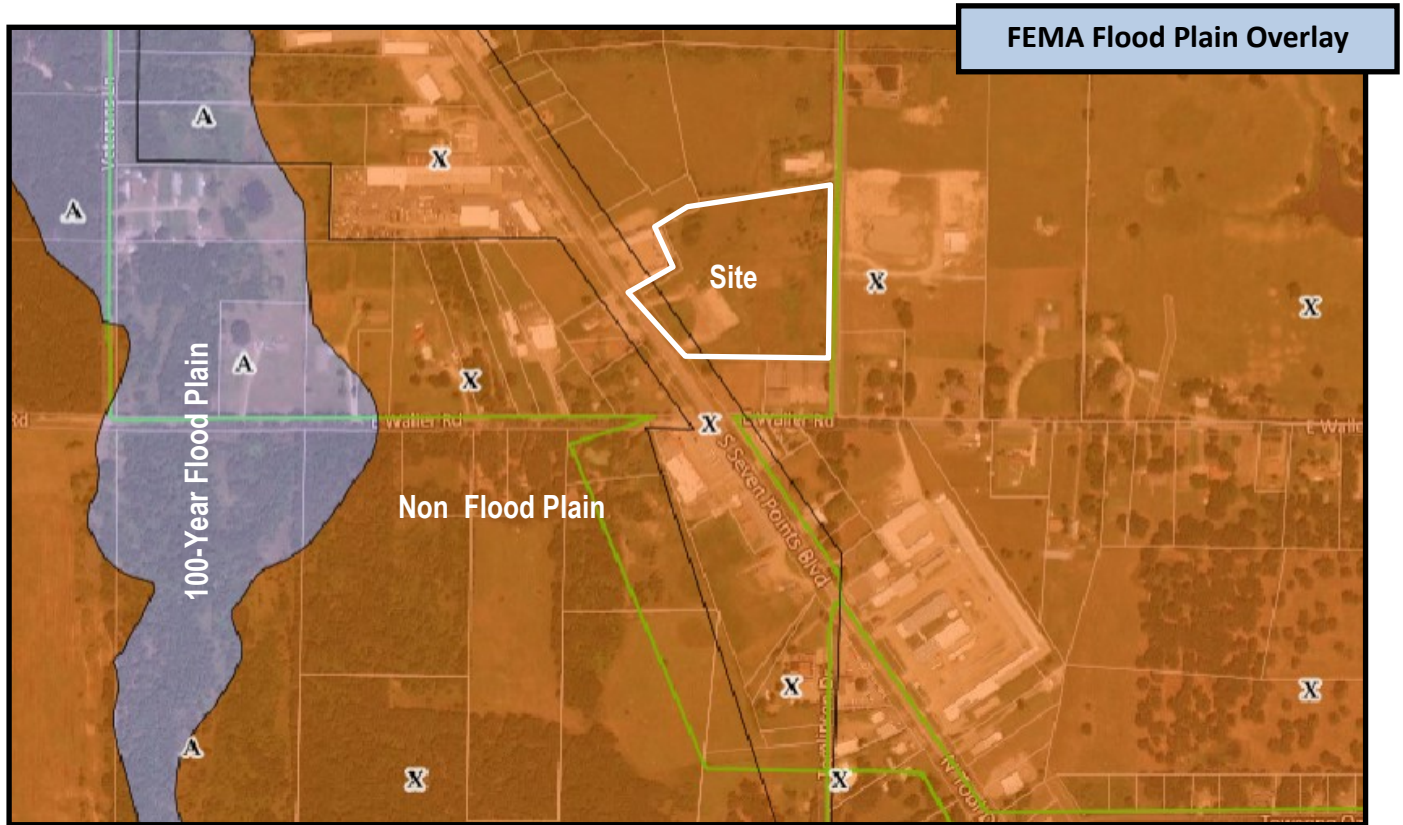 FEMA Flood Plain Overlay
A
X
A
Site
X
X
A
X
100-Year Flood Plain
E Waller Rd
X
E Waller Rd
Rd
Non Flood Plain
S Seven Points Blvd
X
X
A
X
X